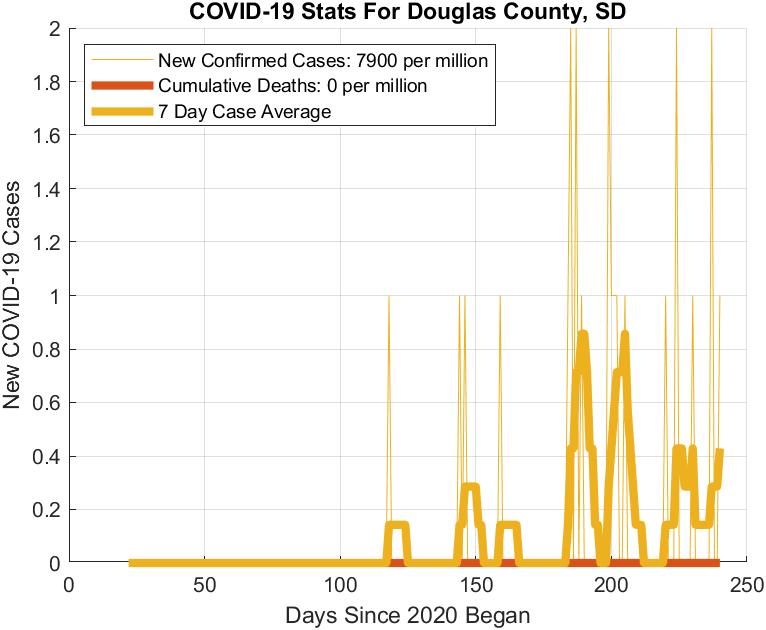 COVID-19 Stats For Douglas County, SD
2
1.8
1.6
1.4
1.2
1
0.8
0.6
0.4
0.2
0
New COVID-19 Cases
New Confirmed Cases: 7900 per million
Cumulative Deaths: 0 per million
7 Day Case Average
0 50 100 150 200 250
Days Since 2020 Began